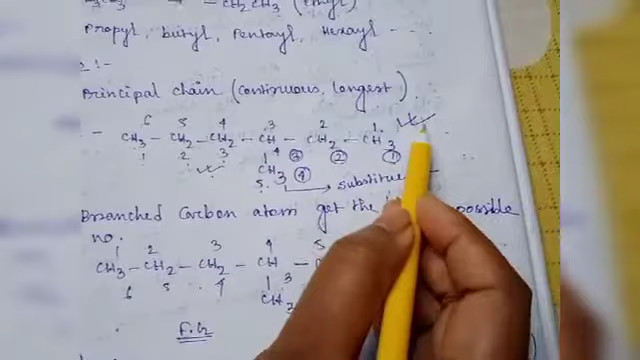 CH2CH3 (ethyl)
Propyl, butyl, Pentayl, Hexayl - - -
:-
Principal chain (continuous, longest)
6 5 4 3 2 1
- CH3 - CH2 - CH2 - CH - CH2 - CH3
1 2 3 4 3 2 1
CH3 4
5 substitue
Branched Carbon atom get the possible
no.
1 2 3 4 5
CH3 - CH2 - CH2 - CH -
6 5 4 3
CH3